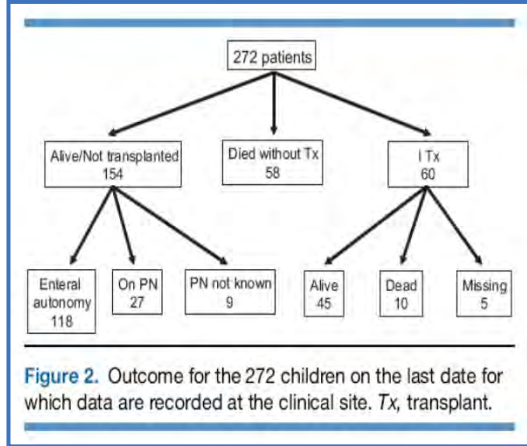 272 patients
Alive/Not transplanted
154
Died without Tx
58
I Tx
60
Enteral
autonomy
118
On PN
27
PN not known
9
Alive
45
Dead
10
Missing
5
Figure 2. Outcome for the 272 children on the last date for
which data are recorded at the clinical site. Tx, transplant.